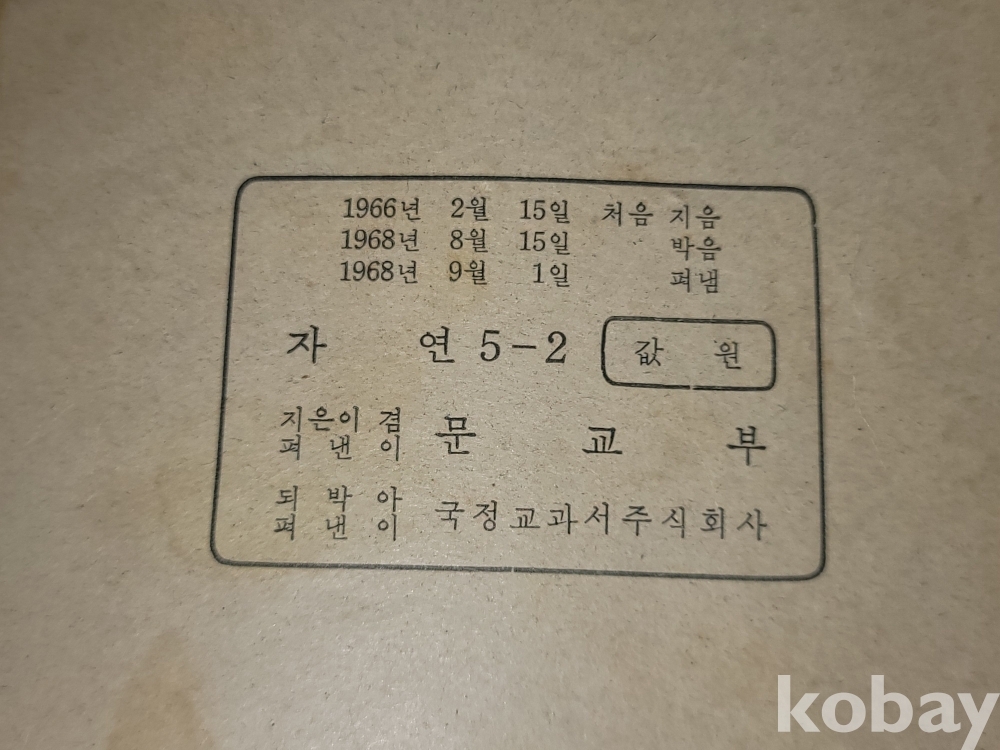 1966년 2월 15일 처음 지음
1968년 8월 15일 박음
1968년 9월 1일 펴냄
자 연 5-2
값 원
지은이 겸
펴 낸 이
문 교 부
되 박 아
펴 낸 이
국정교과서주식회사
kobay